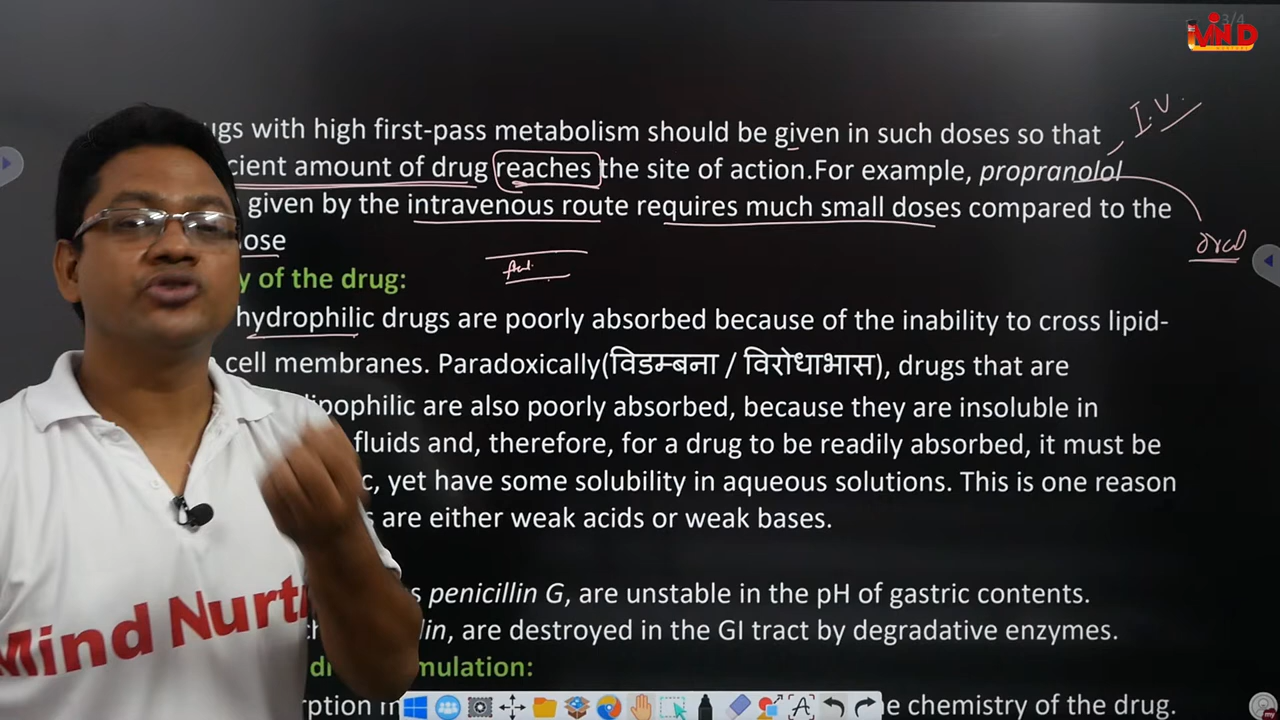 3/4
MIND
I.V.
ugs with high first-pass metabolism should be given in such doses so that
cient amount of drug reaches the site of action.For example, propranolol
given by the intravenous route requires much small doses compared to the
oral
ose
y of the drug:
hydrophilic drugs are poorly absorbed because of the inability to cross lipid-
cell membranes. Paradoxically(विडम्बना / विरोधाभास), drugs that are
lipophilic are also poorly absorbed, because they are insoluble in
fluids and, therefore, for a drug to be readily absorbed, it must be
c, yet have some solubility in aqueous solutions. This is one reason
s are either weak acids or weak bases.
s penicillin G, are unstable in the pH of gastric contents.
lin, are destroyed in the GI tract by degradative enzymes.
mulation:
rption e chemistry of the drug.
Mind Nurt